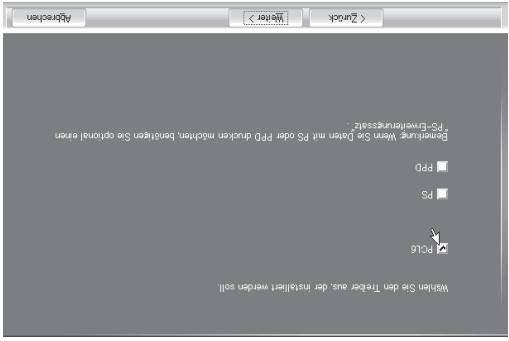 Wählen Sie den Treiber aus, der installiert werden soll.
PCL6
PS
PPD
Bemerkung: Wenn Sie Daten mit PS oder PPD drucken möchten, benötigen Sie optional einen
"PS-Erweiterungssatz".
< Zurück
Weiter >
Abbrechen